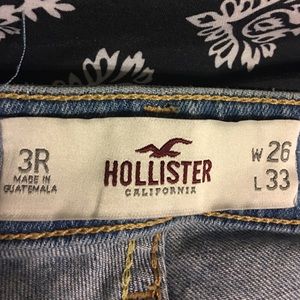 3R
MADE IN
GUATEMALA
HOLLISTER
CALIFORNIA
W 26
L 33